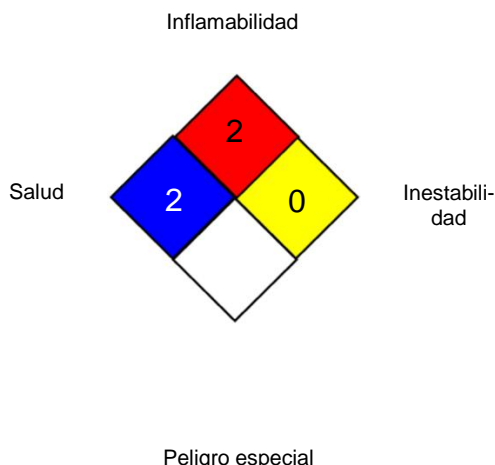 Inflamabilidad
2
Salud
2
0
Inestabili-
dad
Peligro especial